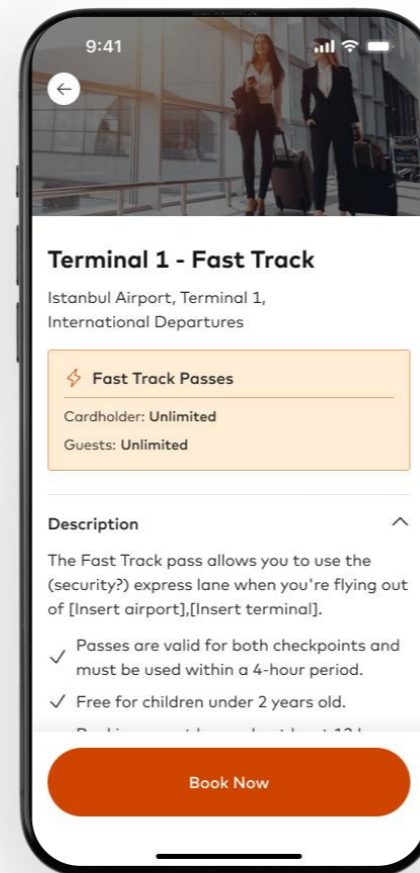 9:41
Terminal 1 - Fast Track
Istanbul Airport, Terminal 1,
International Departures
Fast Track Passes
Cardholder: Unlimited
Guests: Unlimited
Description
The Fast Track pass allows you to use the
(security?) express lane when you're flying out
of [Insert airport],[Insert terminal].
Passes are valid for both checkpoints and
must be used within a 4-hour period.
Free for children under 2 years old.
Book Now